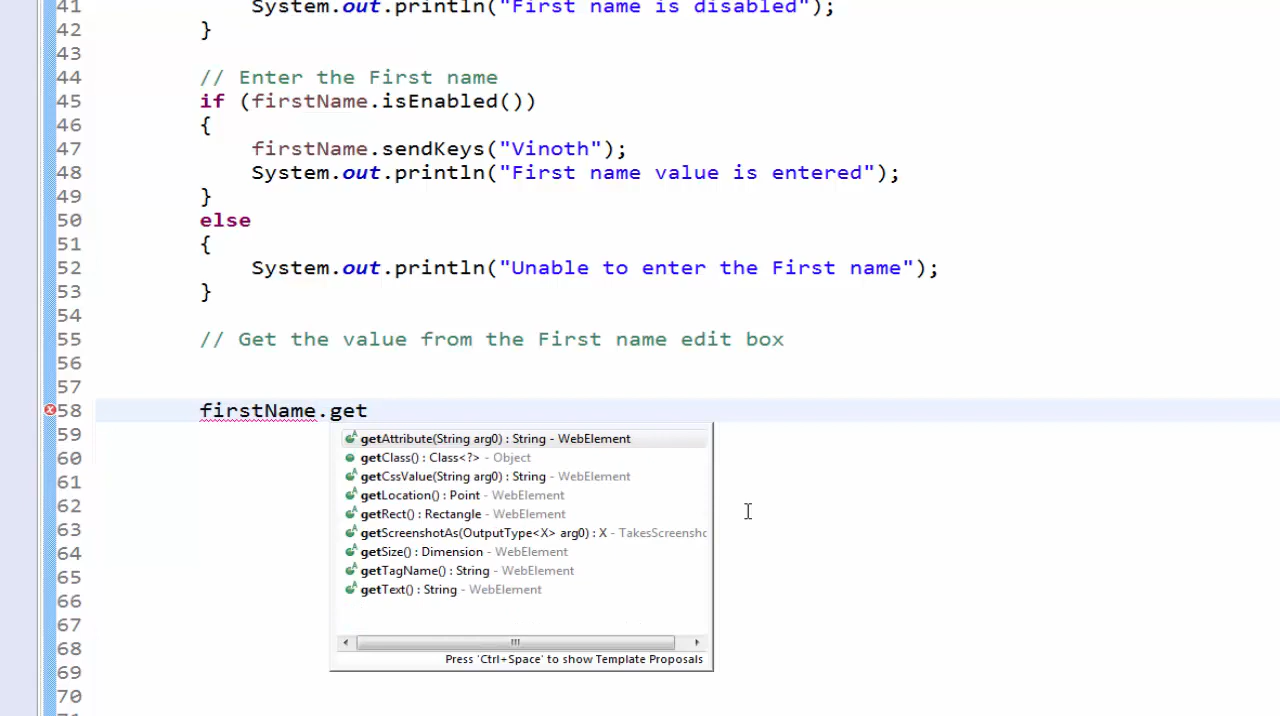 41 System.out.println("First name is disabled");
42 }
43
44 // Enter the First name
45 if (firstName.isEnabled())
46 {
47 firstName.sendKeys("Vinoth");
48 System.out.println("First name value is entered");
49 }
50 else
51 {
52 System.out.println("Unable to enter the First name");
53 }
54
55 // Get the value from the First name edit box
56
57
58 firstName.get
59
getAttribute(String arg0) : String - WebElement
getClass() : Class<?> - Object
60
getCssValue(String arg0) : String - WebElement
61
getLocation() : Point - WebElement
62
getRect() : Rectangle - WebElement
63
getScreenshotAs(OutputType<X> arg0) : X - TakesScreensho
64
getSize() : Dimension - WebElement
65
getTagName() : String - WebElement
66
getText() : String - WebElement
67
68
Press 'Ctrl+Space' to show Template Proposals
69
70